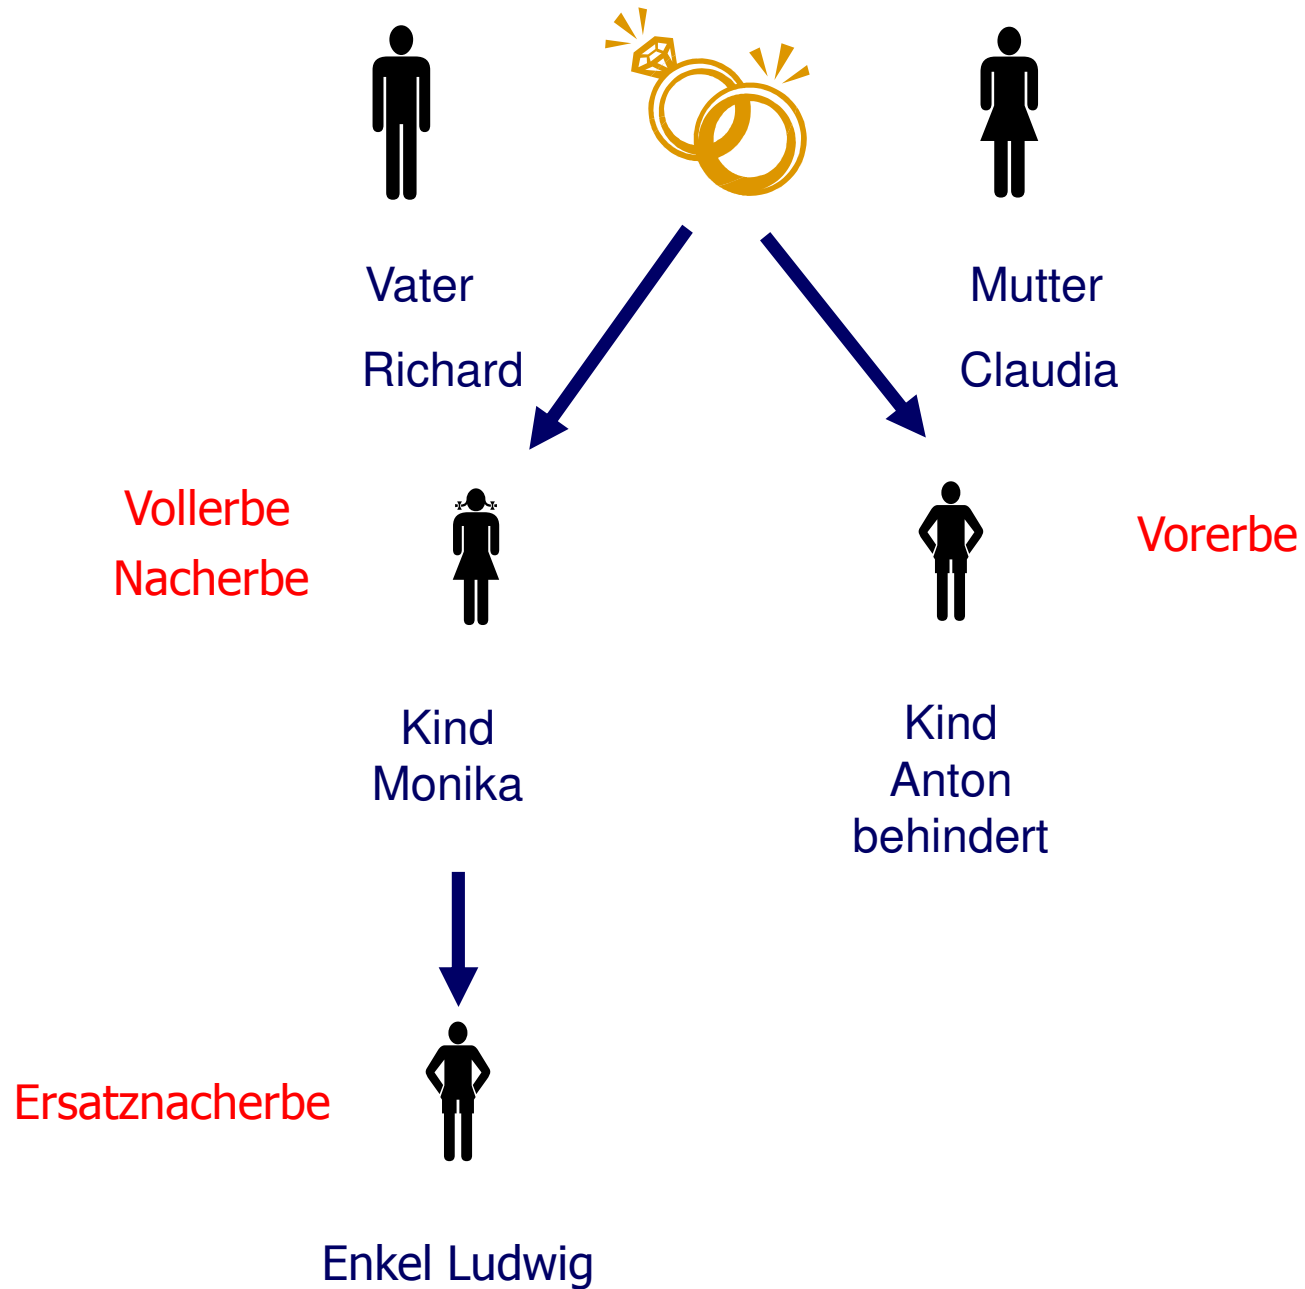 Vater
Mutter
Richard
Claudia
Vollerbe
Nacherbe
Vorerbe
Kind
Monika
Kind
Anton
behindert
Ersatznacherbe
Enkel Ludwig